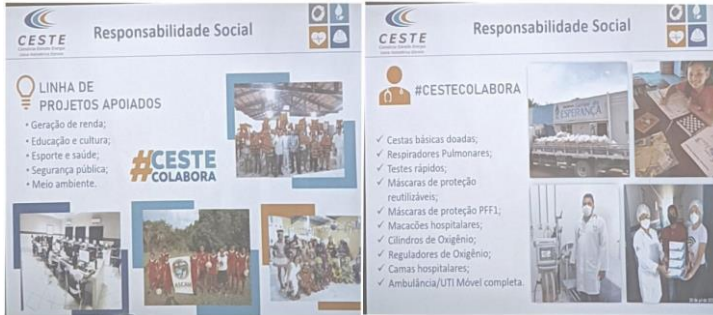 CESTE
Responsabilidade Social
LINHA DE
PROJETOS APOIADOS
• Geração de renda;
• Educação e cultura;
• Esporte e saúde;
• Segurança pública;
• Meio ambiente.
#CESTE
COLABORA
CESTE
Responsabilidade Social
#CESTECOLABORA
✓ Cestas básicas doadas;
✓ Respiradores Pulmonares;
✓ Testes rápidos;
✓ Máscaras de proteção
reutilizáveis;
✓ Máscaras de proteção PFF1;
✓ Macacões hospitalares;
✓ Cilindros de Oxigênio;
✓ Reguladores de Oxigênio;
✓ Camas hospitalares;
✓ Ambulância/UTI Móvel completa.
ESPERANÇA